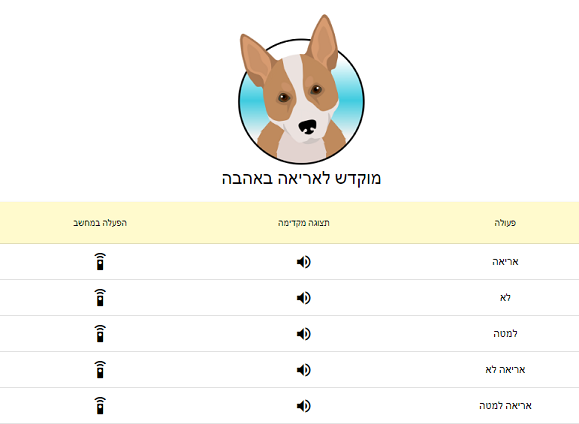 מוקדש לאריאה באהבה
פעולה תצוגה מקדימה הפעלה במחשב
אריאה
לא
למטה
אריאה לא
אריאה למטה